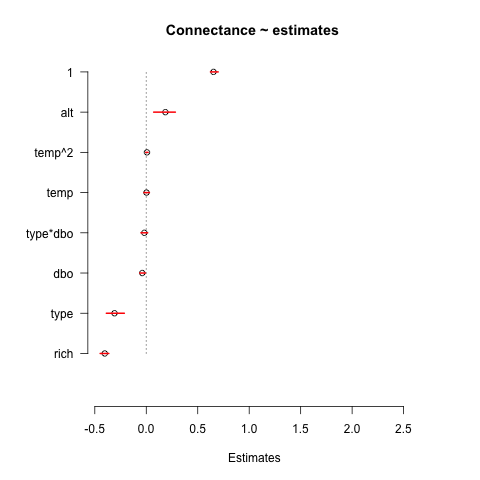 Connectance ~ estimates
1
alt
temp^2
temp
type*dbo
dbo
type
rich
-0.5 0.0 0.5 1.0 1.5 2.0 2.5
Estimates